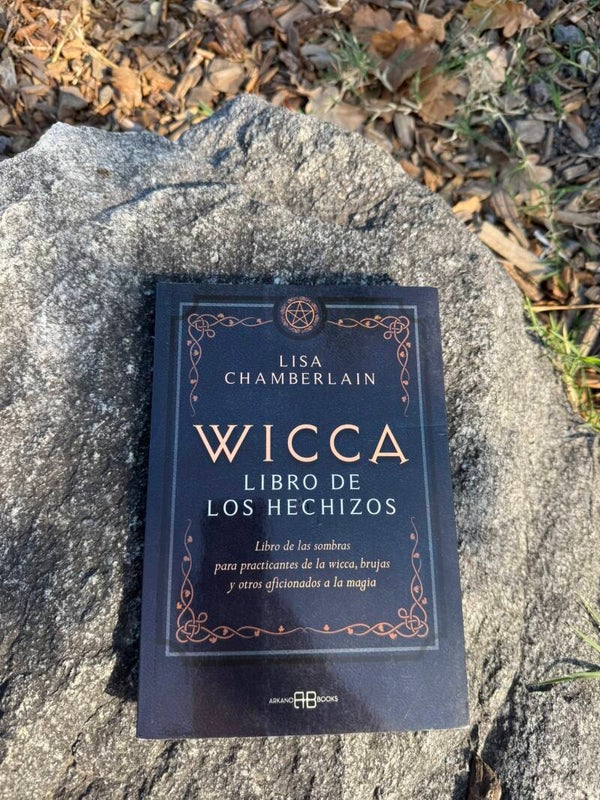 LISA
CHAMBERLAIN
WICCA
LIBRO DE
LOS HECHIZOS
Libro de las sombras
para practicantes de la wicca, brujas
y otros aficionados a la magia
ARKANO AB BOOKS